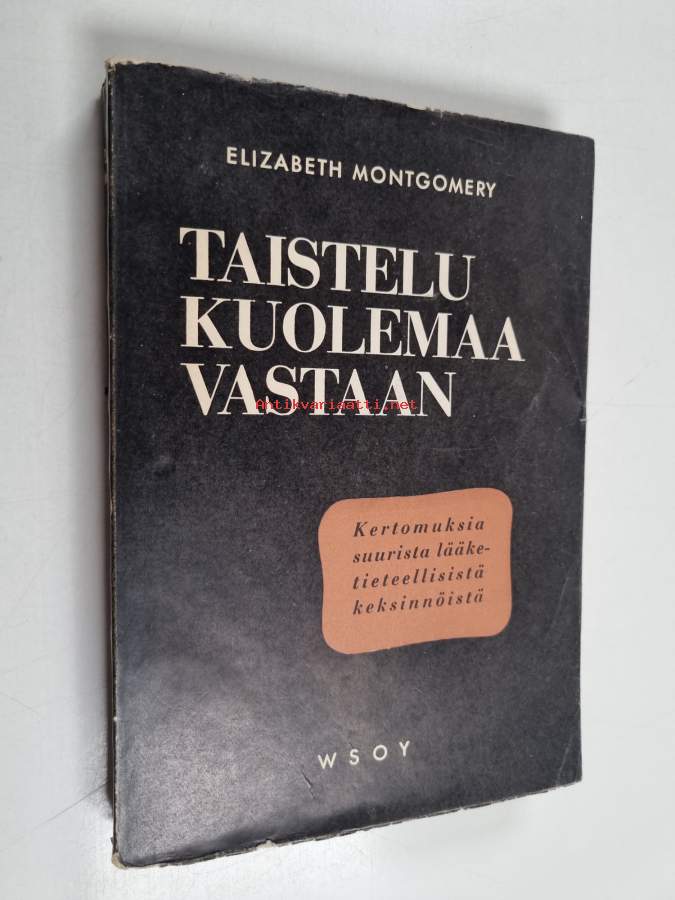 ELIZABETH MONTGOMERY
TAISTELU
KUOLEMAA
VASTAAN
Antikvariaatti.net
Kertomuksia
suurista lääke-
tieteellisistä
keksinnöistä
WSOY